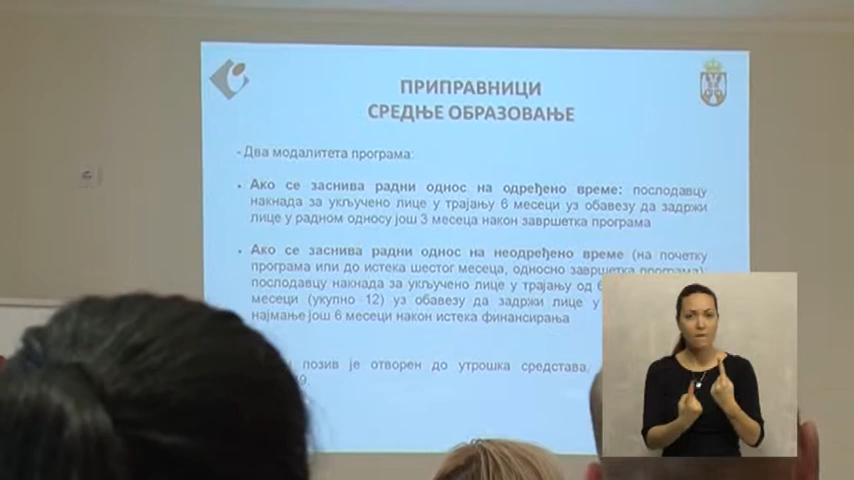 ПРИПРАВНИЦИ
СРЕДЊЕ ОБРАЗОВАЊЕ
- Два модалитета програма:
• Ако се заснива радни однос на одређено време: послодавцу
накнада за укључено лице у трајању 6 месеци уз обавезу да задржи
лице у радном односу још 3 месеца након завршетка програма
• Ако се заснива радни однос на неодређено време (на почетку
програма или до истека шестог месеца, односно завршетка програма)
послодавцу накнада за укључено лице у трајању од 6
месеци (укупно 12) уз обавезу да задржи лице у
најмање још 6 месеци након истека финансирања
позив је отворен до утрошка средстава,